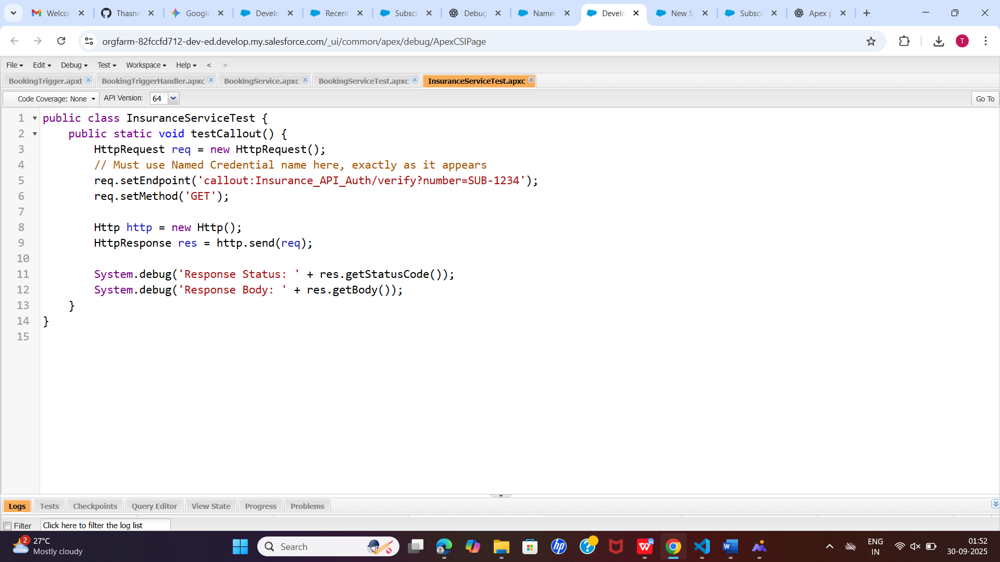 Welcor
Thasne
Google
Develo
Recent
Subscr
Debug
Named
Develo
New S
Subscr
Apex p
orgfarm-82fccfd712-dev-ed.develop.my.salesforce.com/_ui/common/apex/debug/ApexCSIPage
T
File Edit Debug Test Workspace Help < >
BookingTrigger.apxt BookingTriggerHandler.apxc BookingService.apxc BookingServiceTest.apxc InsuranceServiceTest.apxc
Code Coverage: None API Version: 64 Go To
1 public class InsuranceServiceTest {
2 public static void testCallout() {
3 HttpRequest req = new HttpRequest();
4 // Must use Named Credential name here, exactly as it appears
5 req.setEndpoint('callout:Insurance_API_Auth/verify?number=SUB-1234');
6 req.setMethod('GET');
7
8 Http http = new Http();
9 HttpResponse res = http.send(req);
10
11 System.debug('Response Status: ' + res.getStatusCode());
12 System.debug('Response Body: ' + res.getBody());
13 }
14 }
15
Logs Tests Checkpoints Query Editor View State Progress Problems
Filter Click here to filter the log list
2
27°C
Mostly cloudy
Search
hp
ENG
IN
01:52
30-09-2025